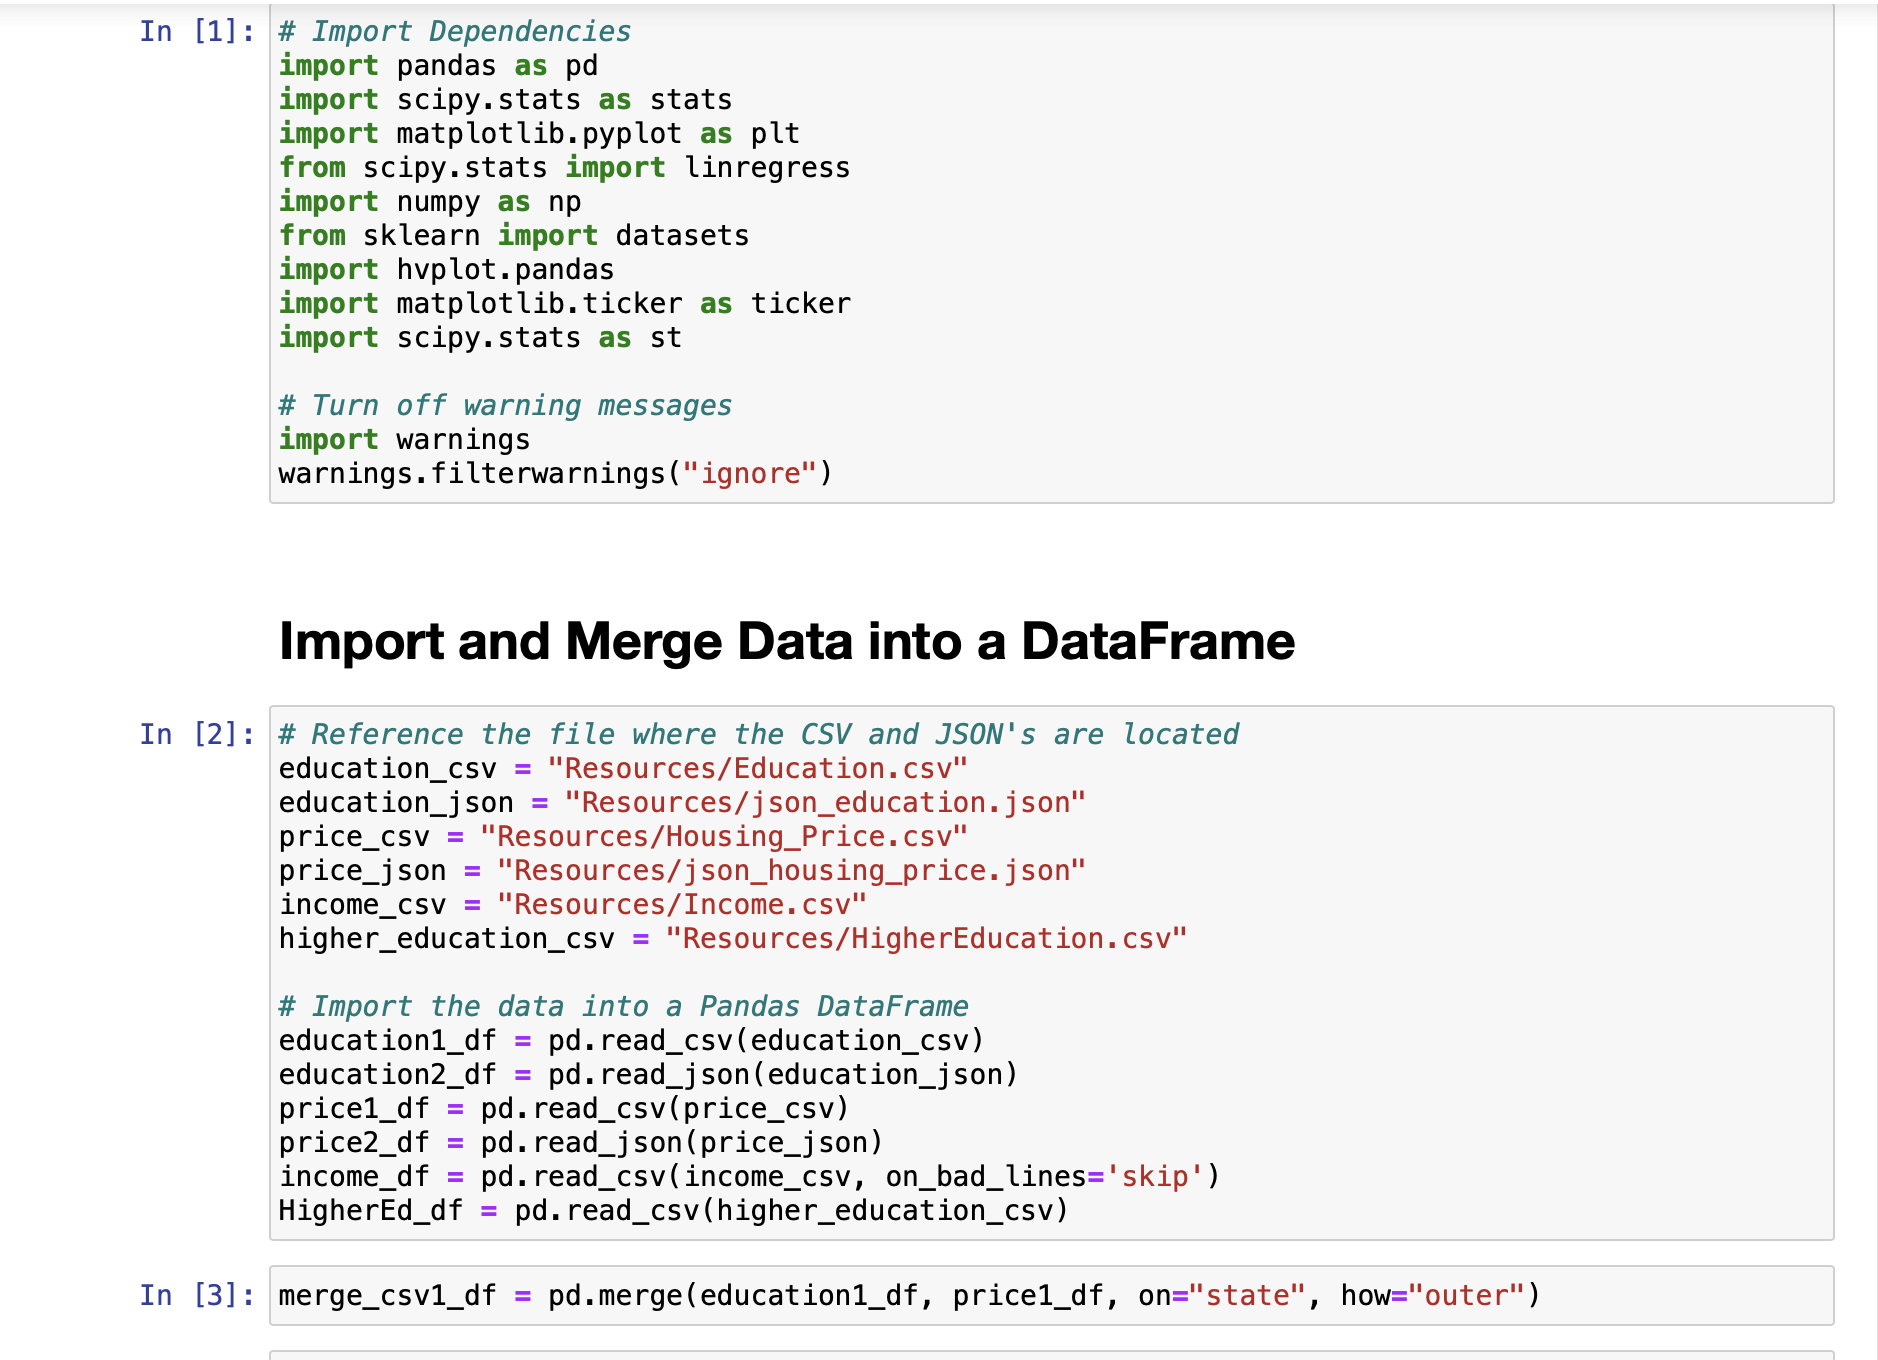 In [1]: # Import Dependencies
import pandas as pd
import scipy.stats as stats
import matplotlib.pyplot as plt
from scipy.stats import linregress
import numpy as np
from sklearn import datasets
import hvplot.pandas
import matplotlib.ticker as ticker
import scipy.stats as st

# Turn off warning messages
import warnings
warnings.filterwarnings("ignore")

Import and Merge Data into a DataFrame

In [2]: # Reference the file where the CSV and JSON's are located
education_csv = "Resources/Education.csv"
education_json = "Resources/json_education.json"
price_csv = "Resources/Housing_Price.csv"
price_json = "Resources/json_housing_price.json"
income_csv = "Resources/Income.csv"
higher_education_csv = "Resources/HigherEducation.csv"

# Import the data into a Pandas DataFrame
education1_df = pd.read_csv(education_csv)
education2_df = pd.read_json(education_json)
price1_df = pd.read_csv(price_csv)
price2_df = pd.read_json(price_json)
income_df = pd.read_csv(income_csv, on_bad_lines='skip')
HigherEd_df = pd.read_csv(higher_education_csv)

In [3]: merge_csv1_df = pd.merge(education1_df, price1_df, on="state", how="outer")